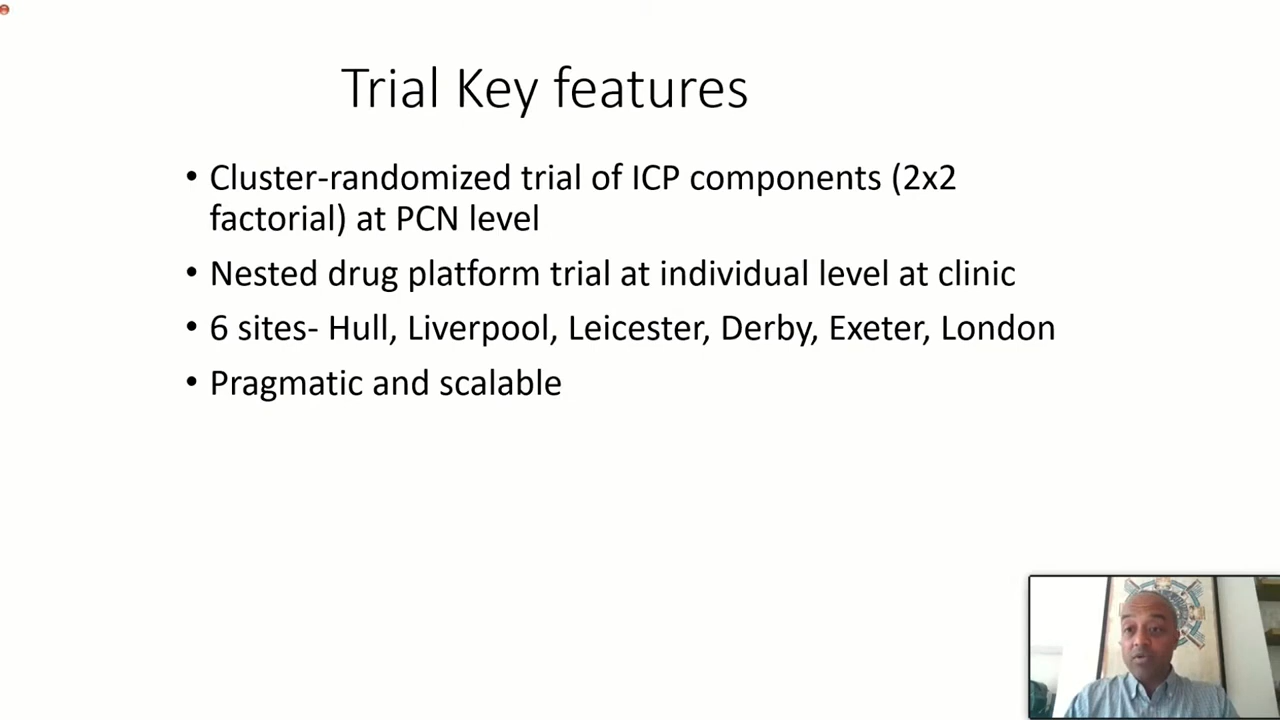 Trial Key features
• Cluster-randomized trial of ICP components (2x2
factorial) at PCN level
• Nested drug platform trial at individual level at clinic
• 6 sites- Hull, Liverpool, Leicester, Derby, Exeter, London
• Pragmatic and scalable